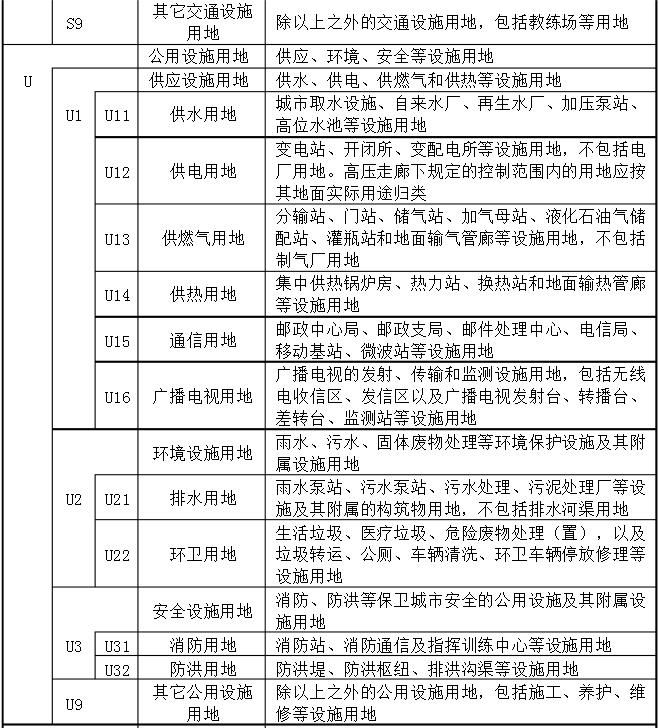 S9 其它交通设施用地 除以上之外的交通设施用地，包括教练场等用地
U 公用设施用地 供应、环境、安全等设施用地
U1 供应设施用地 供水、供电、供燃气和供热等设施用地
U11 供水用地 城市取水设施、自来水厂、再生水厂、加压泵站、
高位水池等设施用地
U12 供电用地 变电站、开闭所、变配电所等设施用地，不包括电
厂用地。高压走廊下规定的控制范围内的用地应按
其地面实际用途归类
U13 供燃气用地 分输站、门站、储气站、加气母站、液化石油气储
配站、灌瓶站和地面输气管廊等设施用地，不包括
制气厂用地
U14 供热用地 集中供热锅炉房、热力站、换热站和地面输热管廊
等设施用地
U15 通信用地 邮政中心局、邮政支局、邮件处理中心、电信局、
移动基站、微波站等设施用地
U16 广播电视用地 广播电视的发射、传输和监测设施用地，包括无线
电收信区、发信区以及广播电视发射台、转播台、
差转台、监测站等设施用地
U2 环境设施用地 雨水、污水、固体废物处理等环境保护设施及其附
属设施用地
U21 排水用地 雨水泵站、污水泵站、污水处理、污泥处理厂等设
施及其附属的构筑物用地，不包括排水河渠用地
U22 环卫用地 生活垃圾、医疗垃圾、危险废物处理（置），以及
垃圾转运、公厕、车辆清洗、环卫车辆停放修理等
设施用地
U3 安全设施用地 消防、防洪等保卫城市安全的公用设施及其附属设
施用地
U31 消防用地 消防站、消防通信及指挥训练中心等设施用地
U32 防洪用地 防洪堤、防洪枢纽、排洪沟渠等设施用地
U9 其它公用设施用地 除以上之外的公用设施用地，包括施工、养护、维
修等设施用地